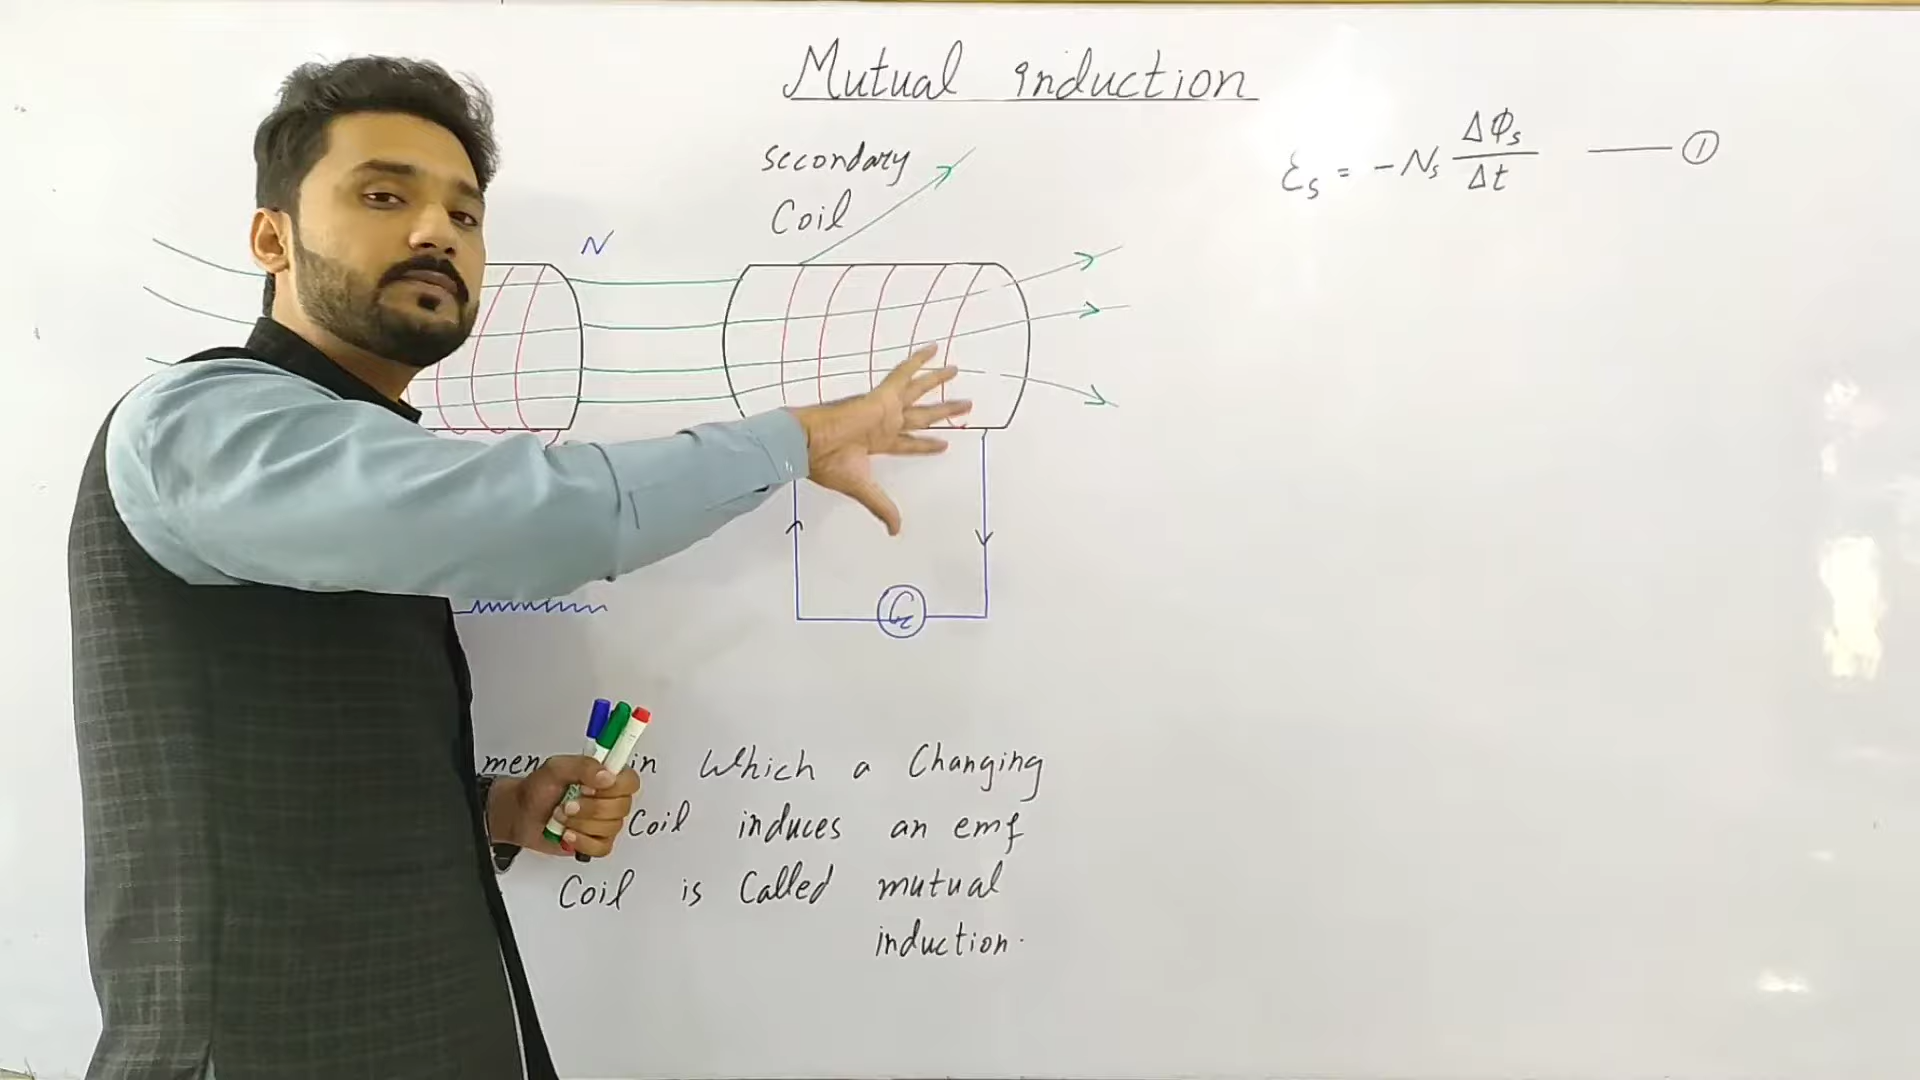 Mutual induction
Secondary
Coil
εs = -Ns ΔΦs/Δt —— ①
N
G
in Which a Changing
Coil induces an emf
Coil is Called mutual
induction.